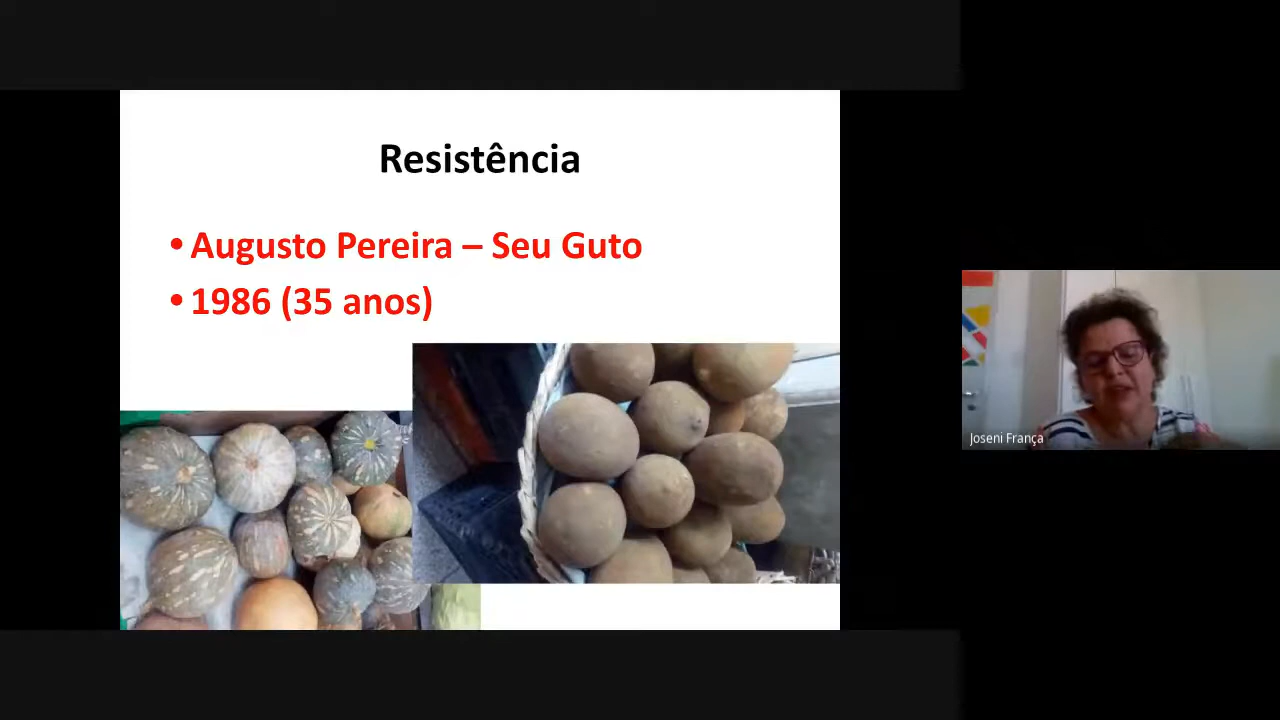 Resistência
• Augusto Pereira – Seu Guto
• 1986 (35 anos)
Joseni França